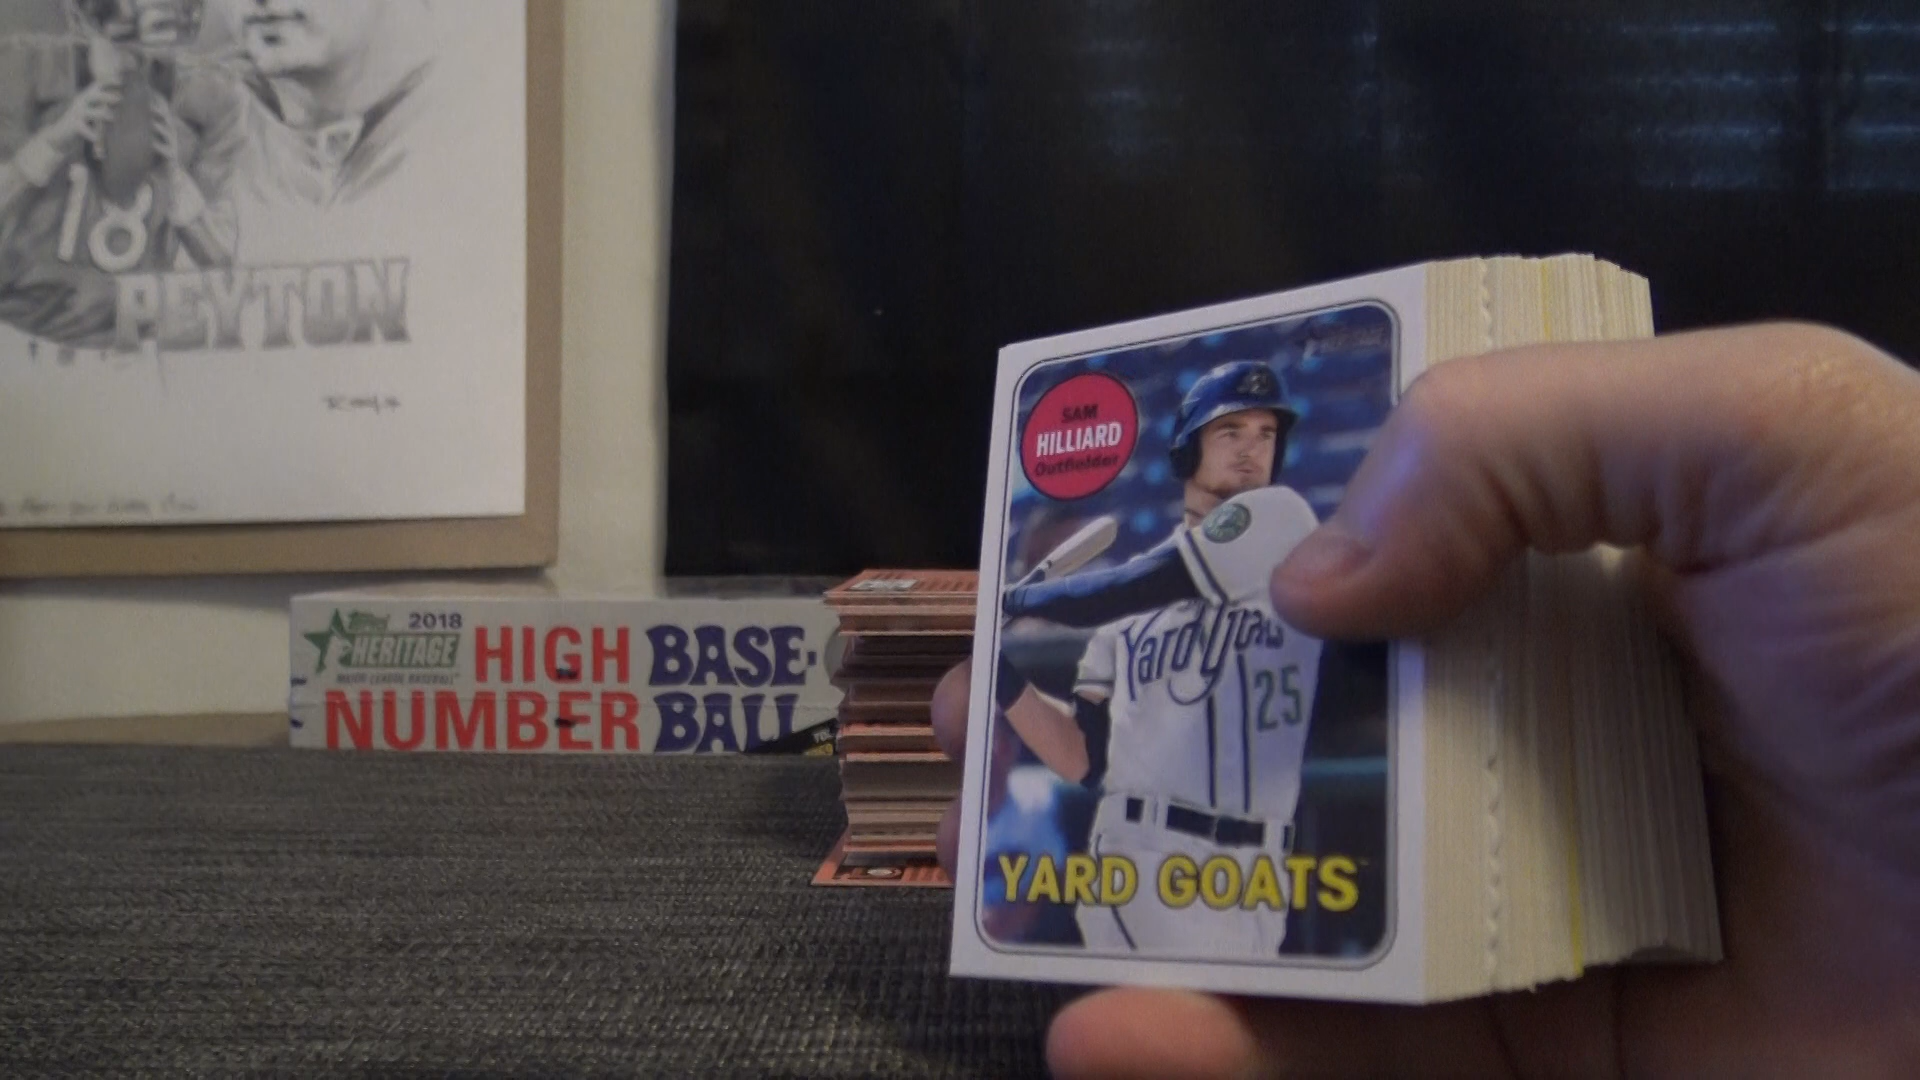 18
PEYTON
2018
Topps
HERITAGE
MAJOR LEAGUE BASEBALL
HIGH
NUMBER
BASE-
BALL
SAM
HILLIARD
Outfielder
Yard Goats
25
YARD GOATS